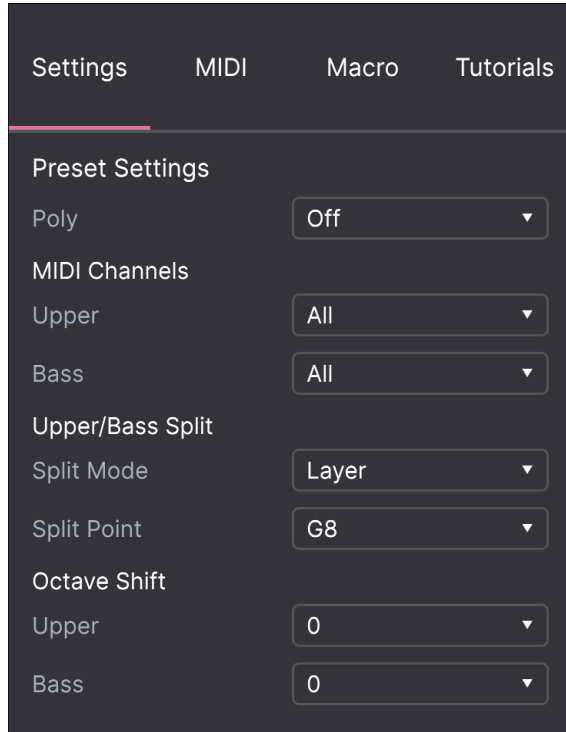 Settings MIDI Macro Tutorials
Preset Settings
Poly Off
MIDI Channels
Upper All
Bass All
Upper/Bass Split
Split Mode Layer
Split Point G8
Octave Shift
Upper 0
Bass 0